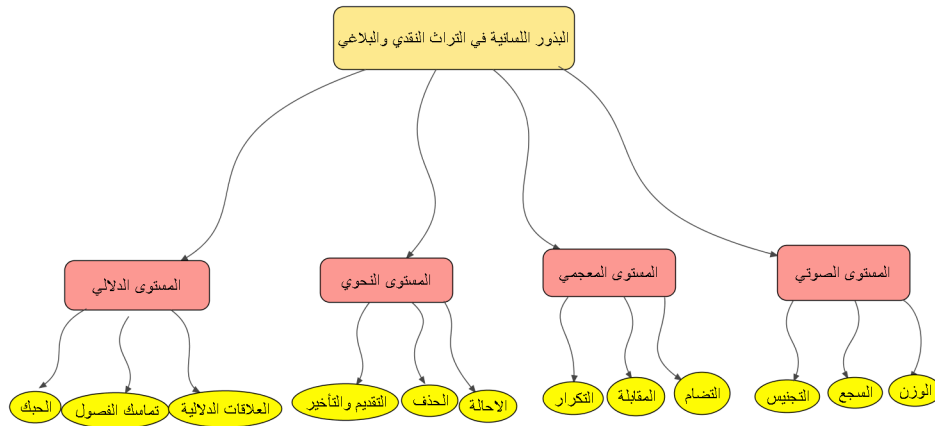 البذور اللسانية في التراث النقدي والبلاغي
المستوى الصوتي
المستوى المعجمي
المستوى النحوي
المستوى الدلالي
الوزن
السجع
التجنيس
التضام
المقابلة
التكرار
الاحالة
الحذف
التقديم والتأخير
العلاقات الدلالية
تماسك الفصول
الحبك